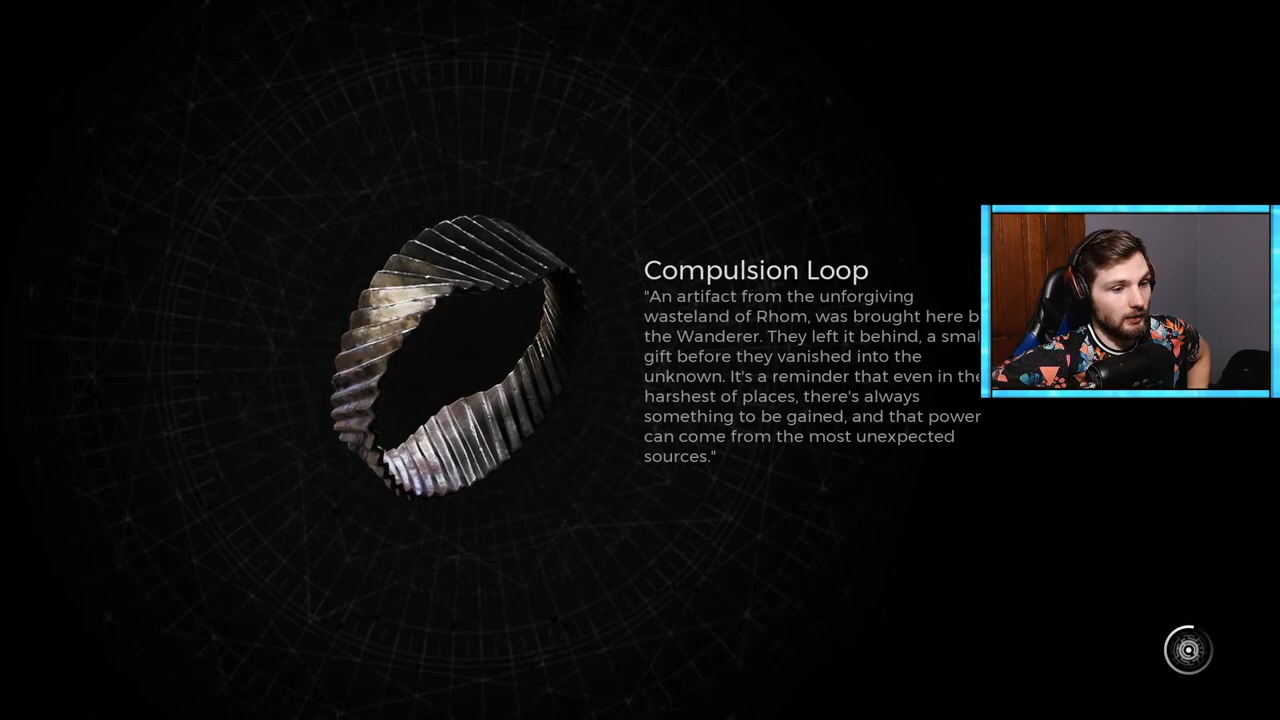 Compulsion Loop
"An artifact from the unforgiving
wasteland of Rhom, was brought here b
the Wanderer. They left it behind, a smal
gift before they vanished into the
unknown. It's a reminder that even in the
harshest of places, there's always
something to be gained, and that power
can come from the most unexpected
sources."